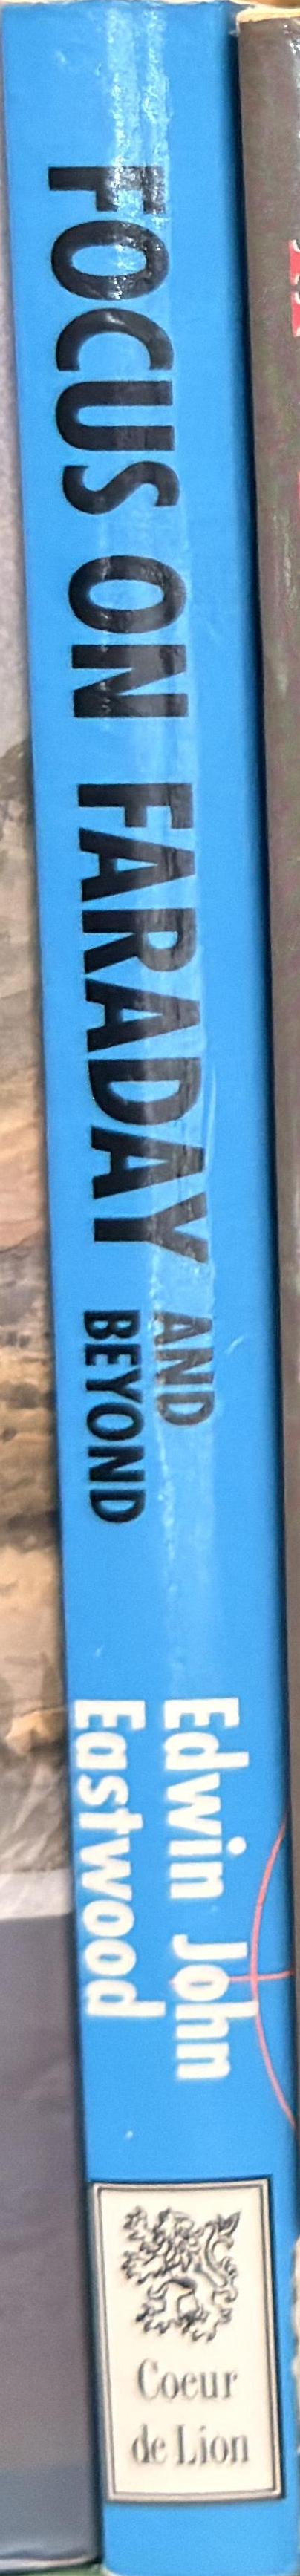 FOCUS ON FARADAY AND
BEYOND
Edwin John
Eastwood
Coeur
de Lion